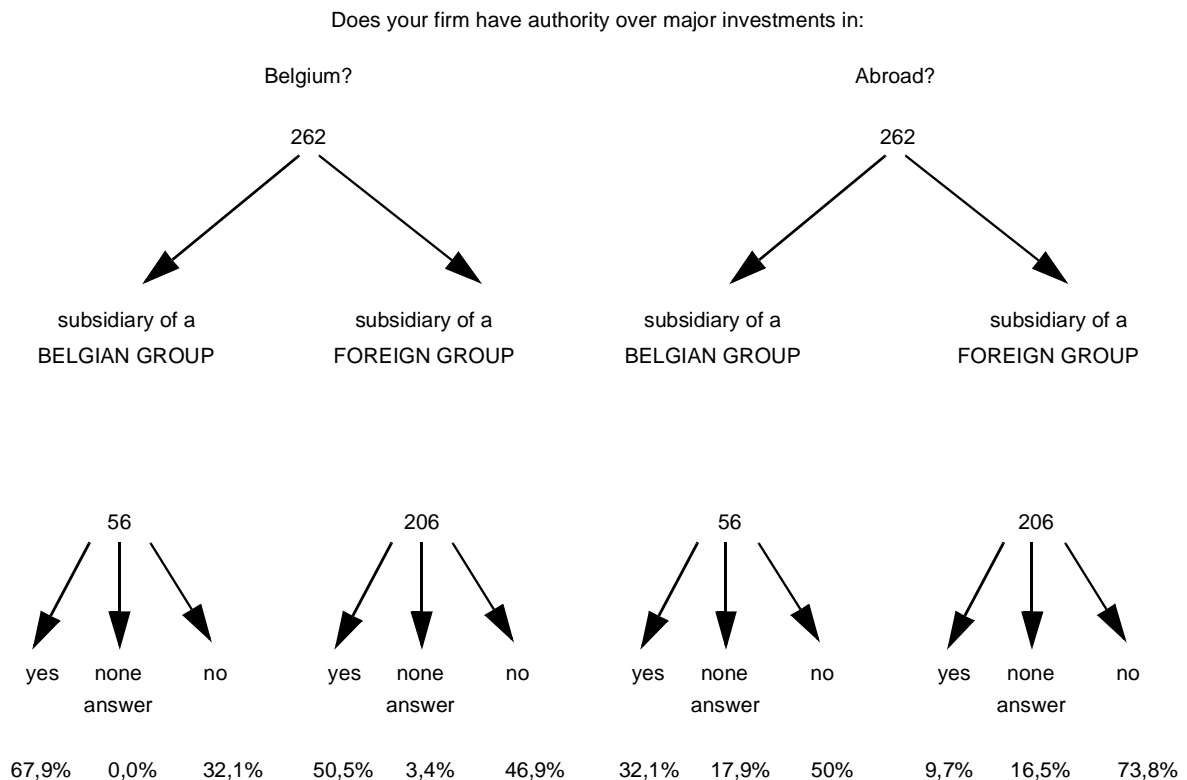 Does your firm have authority over major investments in:
Belgium? Abroad?
262 262
subsidiary of a subsidiary of a subsidiary of a subsidiary of a
BELGIAN GROUP FOREIGN GROUP BELGIAN GROUP FOREIGN GROUP
56 206 56 206
yes none no yes none no yes none no yes none no
answer answer answer answer
67,9% 0,0% 32,1% 50,5% 3,4% 46,9% 32,1% 17,9% 50% 9,7% 16,5% 73,8%